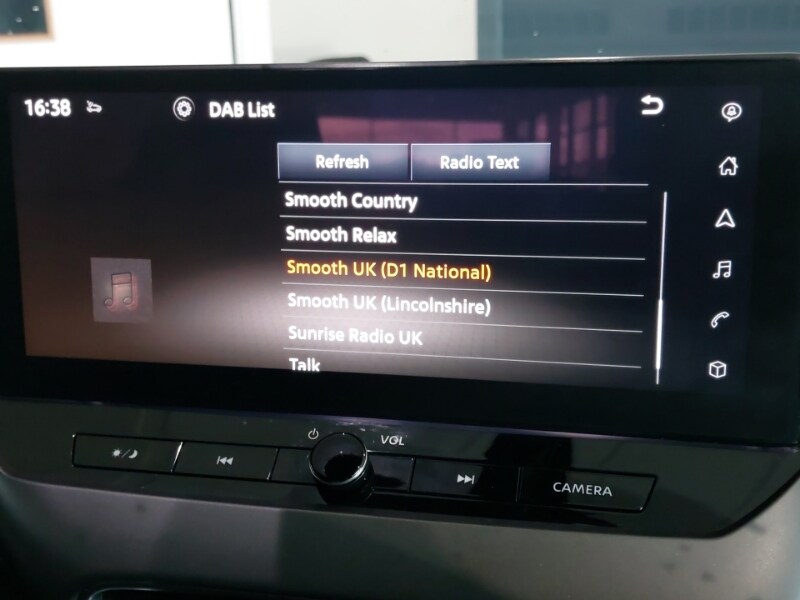 16:38
DAB List
Refresh
Radio Text
Smooth Country
Smooth Relax
Smooth UK (D1 National)
Smooth UK (Lincolnshire)
Sunrise Radio UK
Talk
VOL
CAMERA